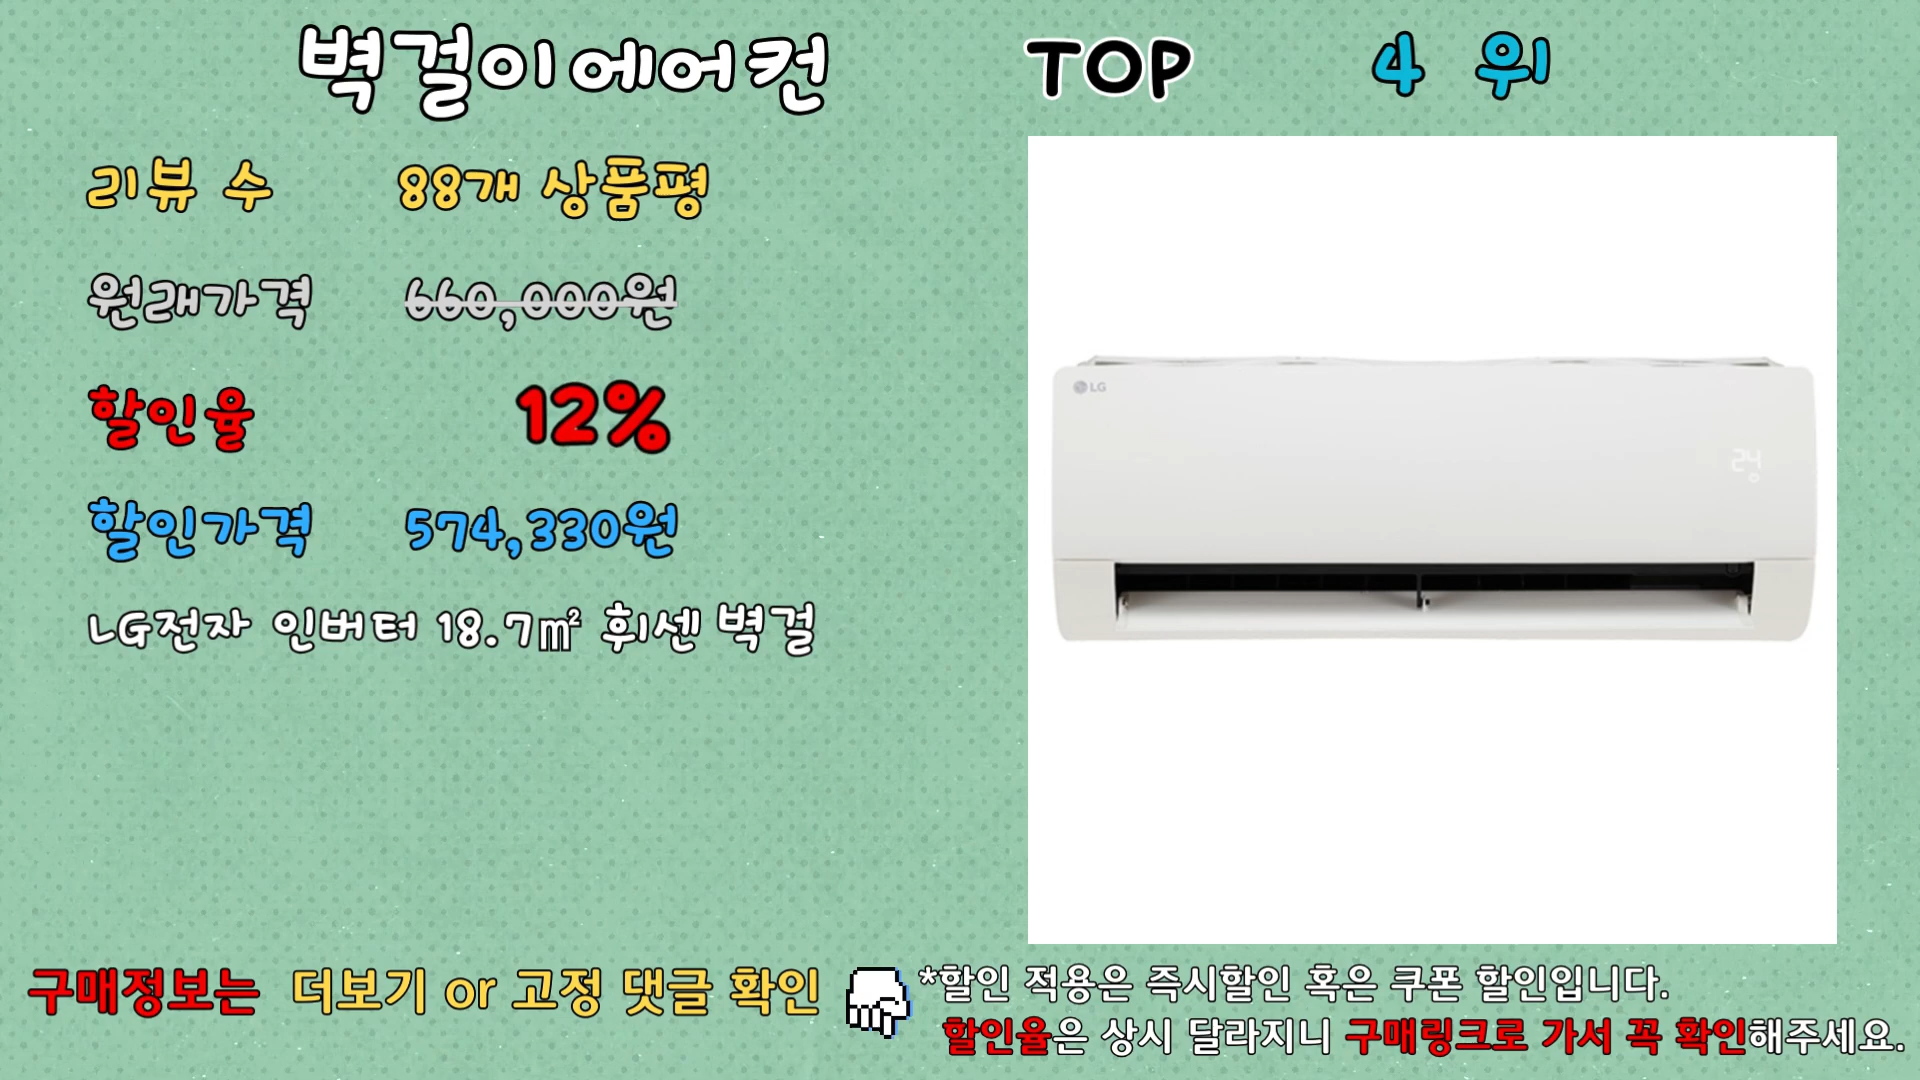 벽걸이에어컨 TOP 4 위
리뷰 수 88개 상품평
원래가격 660,000원
할인율 12%
할인가격 574,330원
LG전자 인버터 18.7㎡ 휘센 벽걸
LG
24
구매정보는 더보기 or 고정 댓글 확인
*할인 적용은 즉시할인 혹은 쿠폰 할인입니다.
할인율은 상시 달라지니 구매링크로 가서 꼭 확인해주세요.